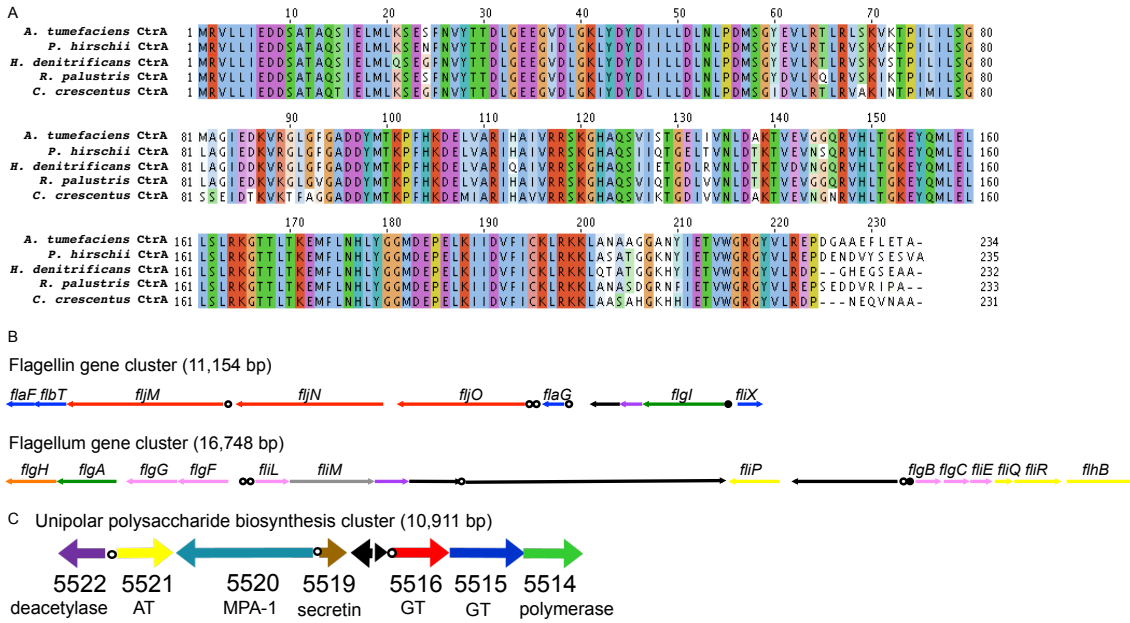 A
10 20 30 40 50 60 70
A. tumefaciens CtrA 1 MRVLLIEDDSATAQSIELMLKSESFNVYTTDLGEEGVDLGKLYDYDIILLDLNLPDMSGYEVLRTLRLSKVKTPILILSG 80
P. hirschii CtrA 1 MRVLLIEDDSATAQSIELMLKSENFNVYTTDLGEEGVDLGKLYDYDIILLDLNLPDMSGYEVLRTLRVSKVKTPILILSG 80
H. denitrificans CtrA 1 MRVLLIEDDSATAQSIELMLQSEGFNVYTTDLGEEGVDLGKLYDYDIILLDLNLPDMSGYEVLRTLRVSKVSTPILILSG 80
R. palustris CtrA 1 MRVLLIEDDSATAQSIELMLKSESFNVYTTDLGEEGVDLGKLYDYDIILLDLNLPDMSGYDVLKQLRVSKIKTPILILSG 80
C. crescentus CtrA 1 MRVLLIEDDSATAQTIELMLKSEGFNVYTTDLGEEGVDLGKLYDYDLILLDLNLPDMSGIDVLRTLRVAKINTPIMILSG 80
90 100 110 120 130 140 150
A. tumefaciens CtrA 81 MAGIEDKVRGLGFGADDYMTKPFHKDELVARIHAIVRRSKGHAQSVISTGELIVNLDAKTVEVGGQRVHLTGKEYQMLEL 160
P. hirschii CtrA 81 LAGIEDKVRGLGFGADDYMTKPFHKDELVARIHAIVRRSKGHAQSIIQTGELTVNLDTKTVEVNSQRVHLTGKEYQMLEL 160
H. denitrificans CtrA 81 LAGIEDKVRGLGFGADDYMTKPFHKDELVARIQAIVRRSKGHAQSVIQTGELRVNLDTKTVEVGGQRVHLTGKEYQMLEL 160
R. palustris CtrA 81 LAGIEDKVKGLGVGADDYMTKPFHKDELVARIHAIVRRSKGHAQSVIQTGDLVVNLDTKTVEVGGQRVHLTGKEYQMLEL 160
C. crescentus CtrA 81 SSEIDTKVKTFAGGADDYMTKPFHKDEMIARIHAVVRRSKGHAQSVIKTGDIVVNLDAKTVEVNGNRVHLTGKEYQMLEL 160
170 180 190 200 210 220 230
A. tumefaciens CtrA 161 LSLRKGTTLTKEMFLNHLYGGMDEPELKIIDVFICKLRKKLANAAGGANYIETVWGRGYVLREPDGAAEFLETA- 234
P. hirschii CtrA 161 LSLRKGTTLTKEMFLNHLYGGMDEPELKIIDVFICKLRKKLASATGGKNYIETVWGRGYVLREPDENDVYSESVA 235
H. denitrificans CtrA 161 LSLRKGTTLTKEMFLNHLYGGMDEPELKIIDVFICKLRKKLQTATGGDNYIETVWGRGYVLRDP--GHEGSEAA- 232
R. palustris CtrA 161 LSLRKGTTLTKEMFLNHLYGGMDEPELKIIDVFICKLRKKLANASDGRNFIETVWGRGYVLREPSEDDVRIPA-- 233
C. crescentus CtrA 161 LSLRKGTTLTKEMFLNHLYGGMDEPELKIIDVFICKLRKKLAASAHGKHHIETVWGRGYVLRDP---NEQVNAA- 231
B
Flagellin gene cluster (11,154 bp)
flaF flbT fljM fljN fljO flaG flgI fliX
Flagellum gene cluster (16,748 bp)
flgH flgA flgG flgF fliL fliM fliP flgB flgC fliE fliQ fliR flhB
C Unipolar polysaccharide biosynthesis cluster (10,911 bp)
5522 5521 5520 5519 5516 5515 5514
deacetylase AT MPA-1 secretin GT GT polymerase